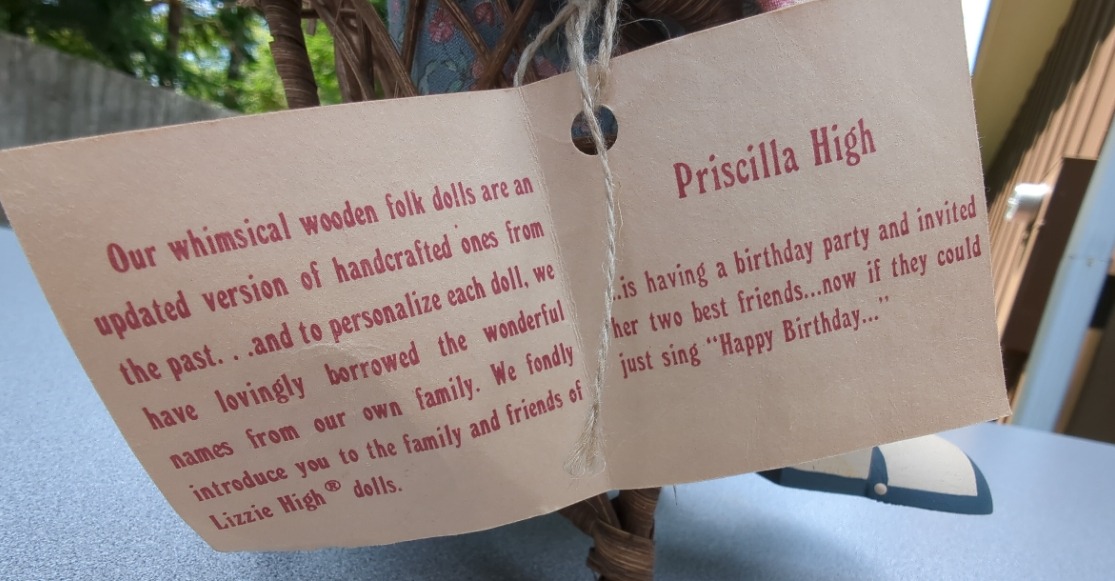 Our whimsical wooden folk dolls are an
updated version of handcrafted ones from
the past. . .and to personalize each doll, we
have lovingly borrowed the wonderful
names from our own family. We fondly
introduce you to the family and friends of
Lizzie High® dolls.
Priscilla High
..is having a birthday party and invited
her two best friends...now if they could
just sing “Happy Birthday...”